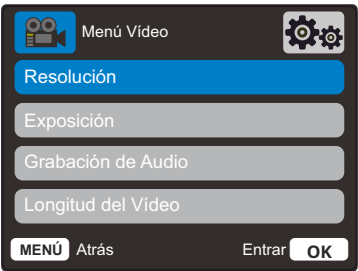 Menú Vídeo
Resolución
Exposición
Grabación de Audio
Longitud del Vídeo
MENÚ Atrás Entrar OK